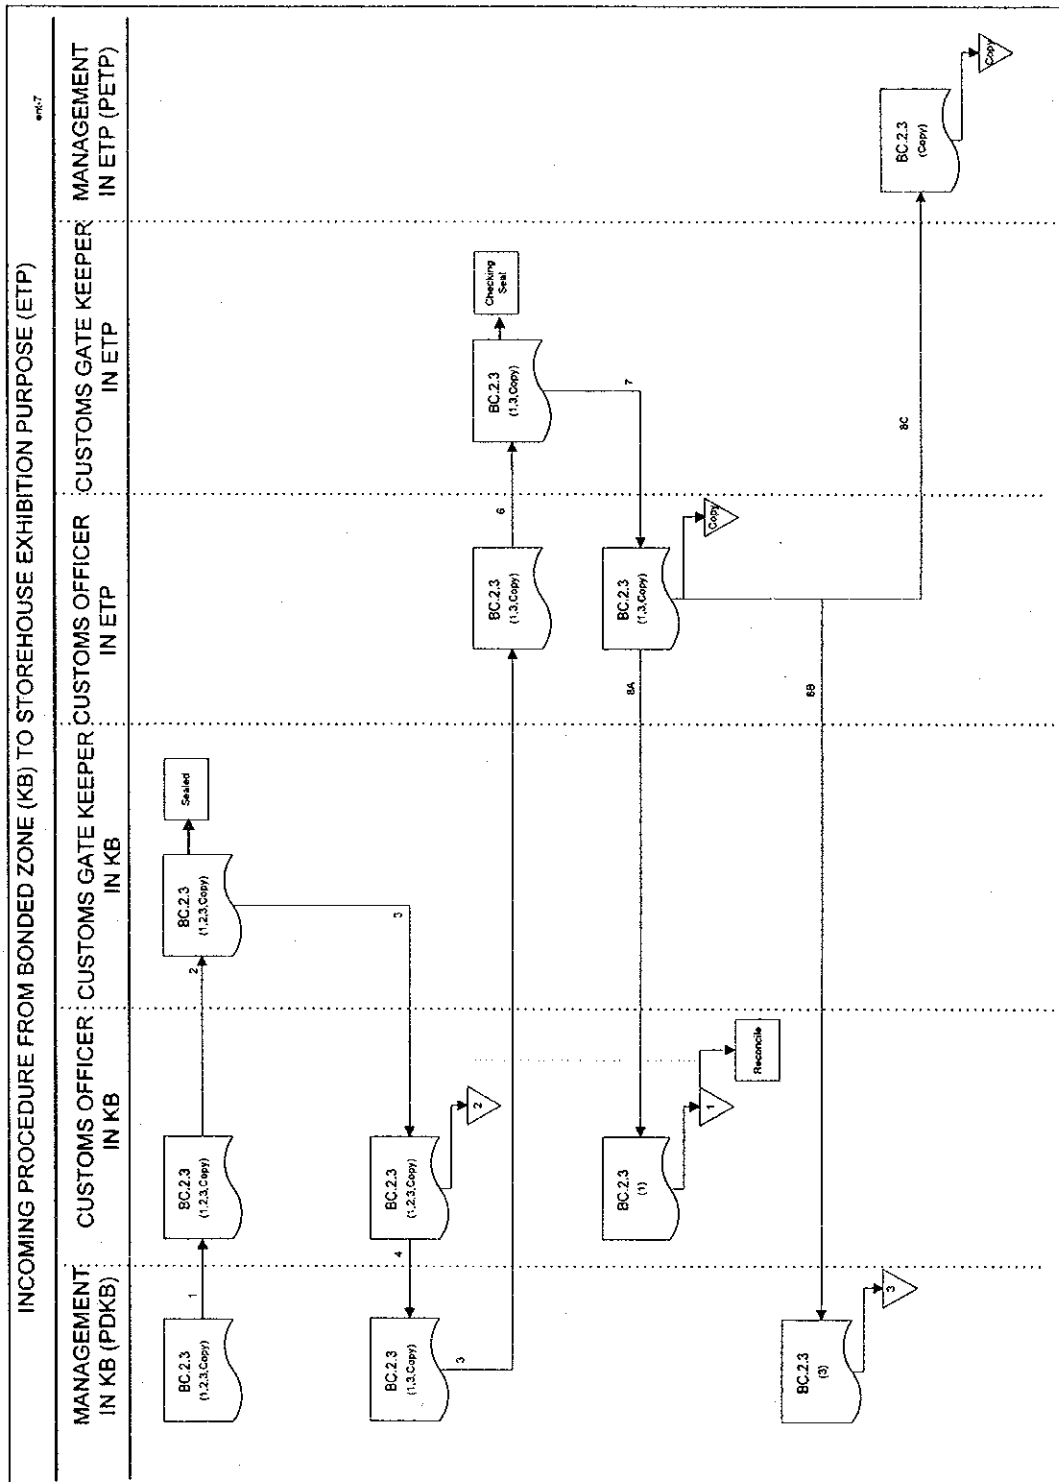 INCOMING PROCEDURE FROM BONDED ZONE (KB) TO STOREHOUSE EXHIBITION PURPOSE (ETP)
MANAGEMENT
IN KB (PDKB)
CUSTOMS OFFICER
IN KB
CUSTOMS GATE KEEPER
IN KB
CUSTOMS OFFICER
IN ETP
CUSTOMS GATE KEEPER
IN ETP
MANAGEMENT
IN ETP (PETP)
BC.2.3
(1,2,3,Copy)
1
BC.2.3
(1,2,3,Copy)
2
BC.2.3
(1,2,3,Copy)
Sealed
3
BC.2.3
(1,3,Copy)
4
BC.2.3
(1,2,3,Copy)
2
3
BC.2.3
(1,3,Copy)
6
BC.2.3
(1,3,Copy)
Checking
Seal
7
BC.2.3
(1,3,Copy)
Copy
8A
BC.2.3
(1)
1
Reconcile
8B
BC.2.3
(3)
3
8C
BC.2.3
(Copy)
Copy